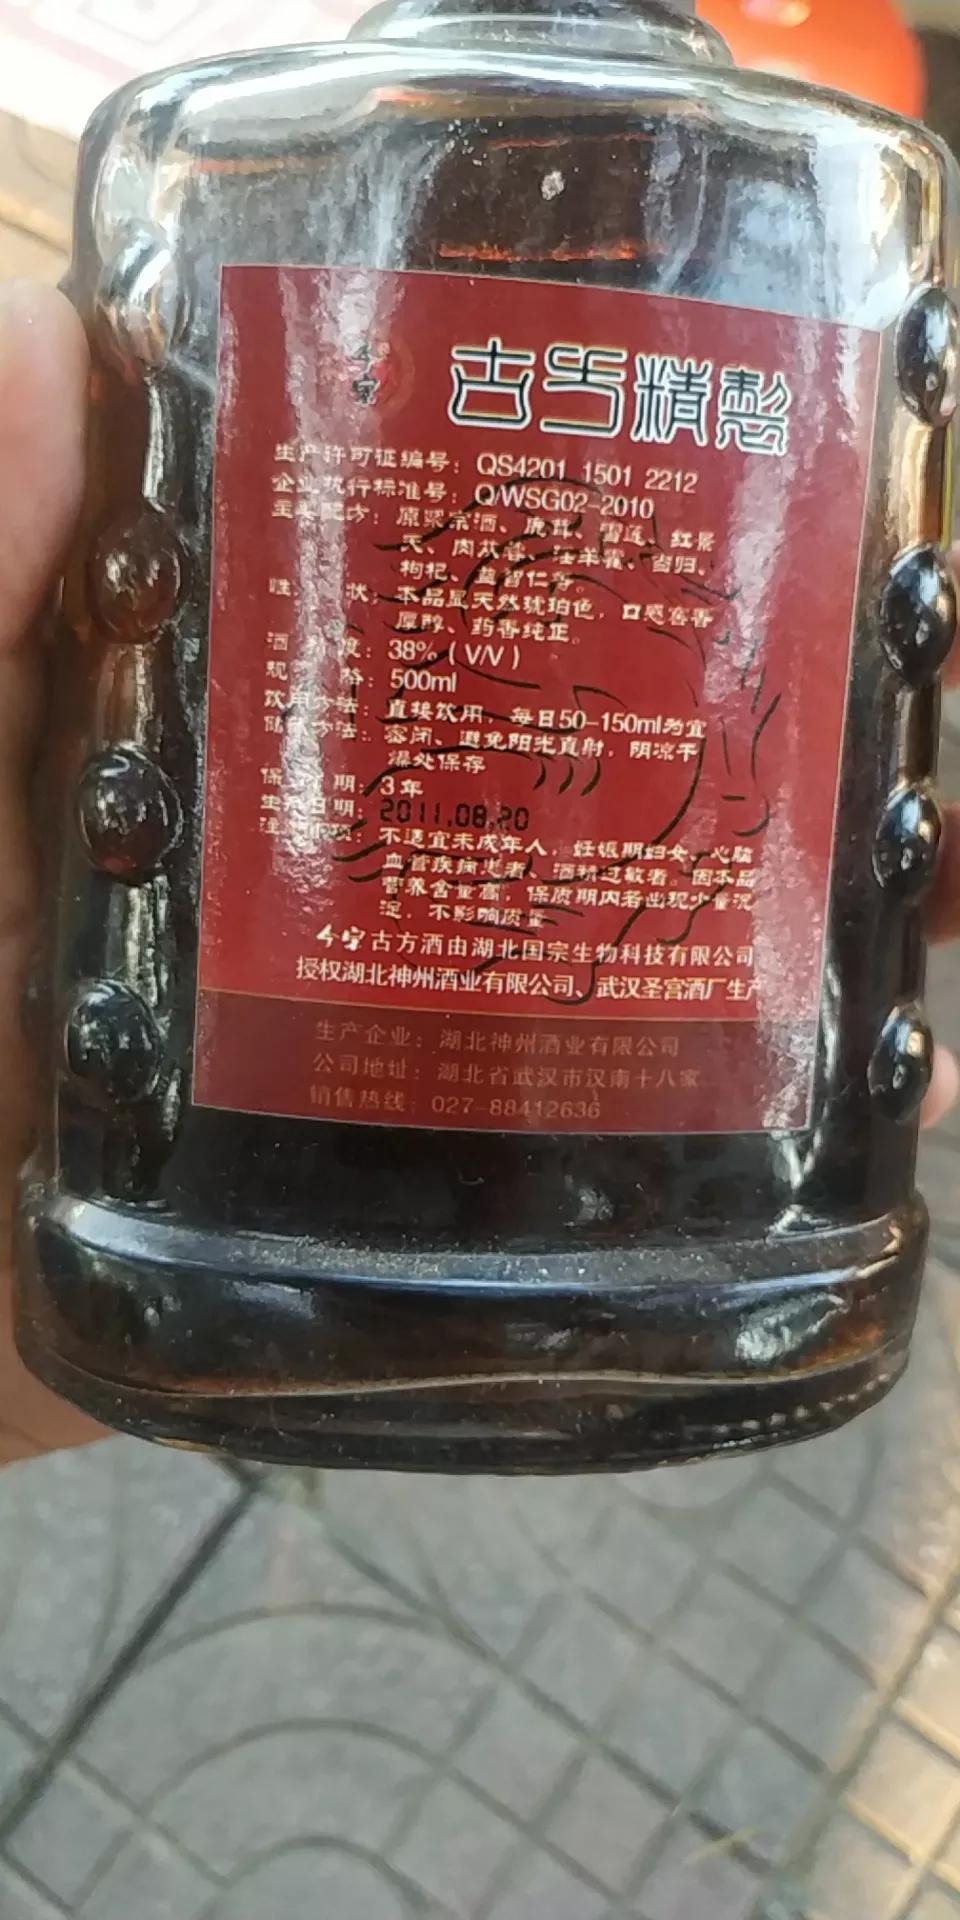 今宗
古方精製
生产许可证编号：QS4201 1501 2212
企业执行标准号：Q/WSG02-2010
主要配方：原浆宗酒、鹿茸、雪莲、红景
天、肉苁蓉、淫羊藿、当归、
枸杞、益智仁等。
性 状：本品显天然琥珀色，口感窖香
厚醇、药香纯正。
酒精度：38%（V/V）
规 格：500ml
饮用方法：直接饮用，每日50-150ml为宜
储藏方法：密闭、避免阳光直射，阴凉干
燥处保存
保质期：3年
生产日期：2011.08.20
注意事项：不适宜未成年人，妊娠期妇女、心脑
血管疾病患者、酒精过敏者。因本品
营养含量高，保质期内若出现少量沉
淀，不影响质量
今宗古方酒由湖北国宗生物科技有限公司
授权湖北神州酒业有限公司、武汉圣宫酒厂生产
生产企业：湖北神州酒业有限公司
公司地址：湖北省武汉市汉南十八家
销售热线：027-88412636